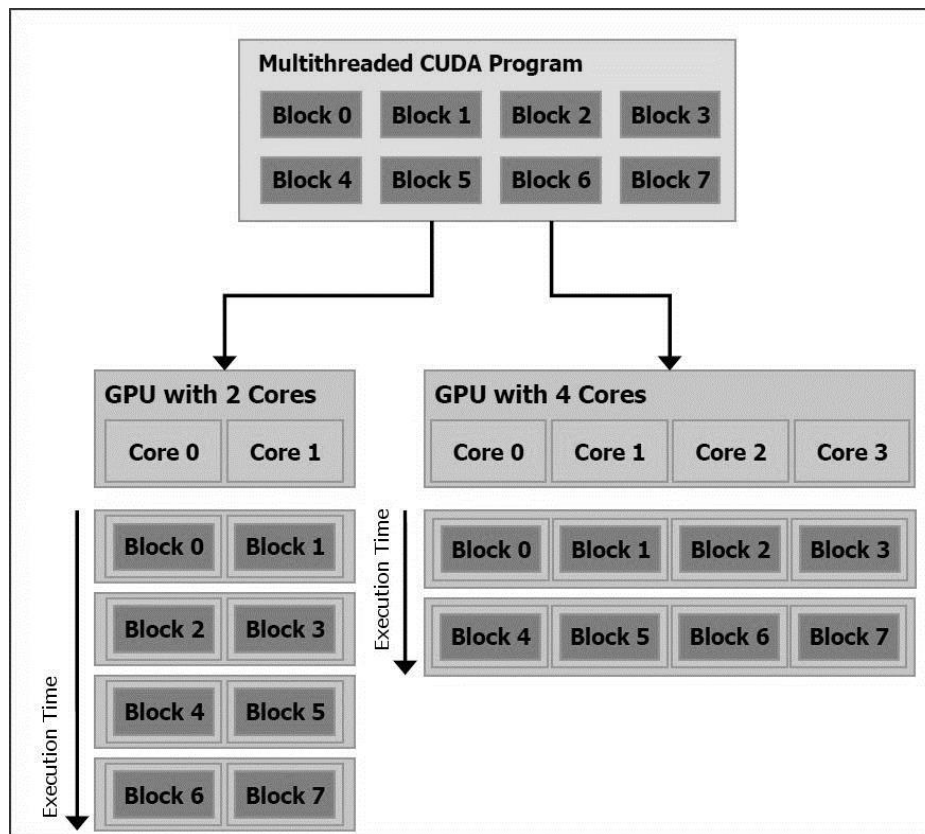 Multithreaded CUDA Program
Block 0 Block 1 Block 2 Block 3
Block 4 Block 5 Block 6 Block 7
GPU with 2 Cores
Core 0 Core 1
Execution Time
Block 0 Block 1
Block 2 Block 3
Block 4 Block 5
Block 6 Block 7
GPU with 4 Cores
Core 0 Core 1 Core 2 Core 3
Execution Time
Block 0 Block 1 Block 2 Block 3
Block 4 Block 5 Block 6 Block 7